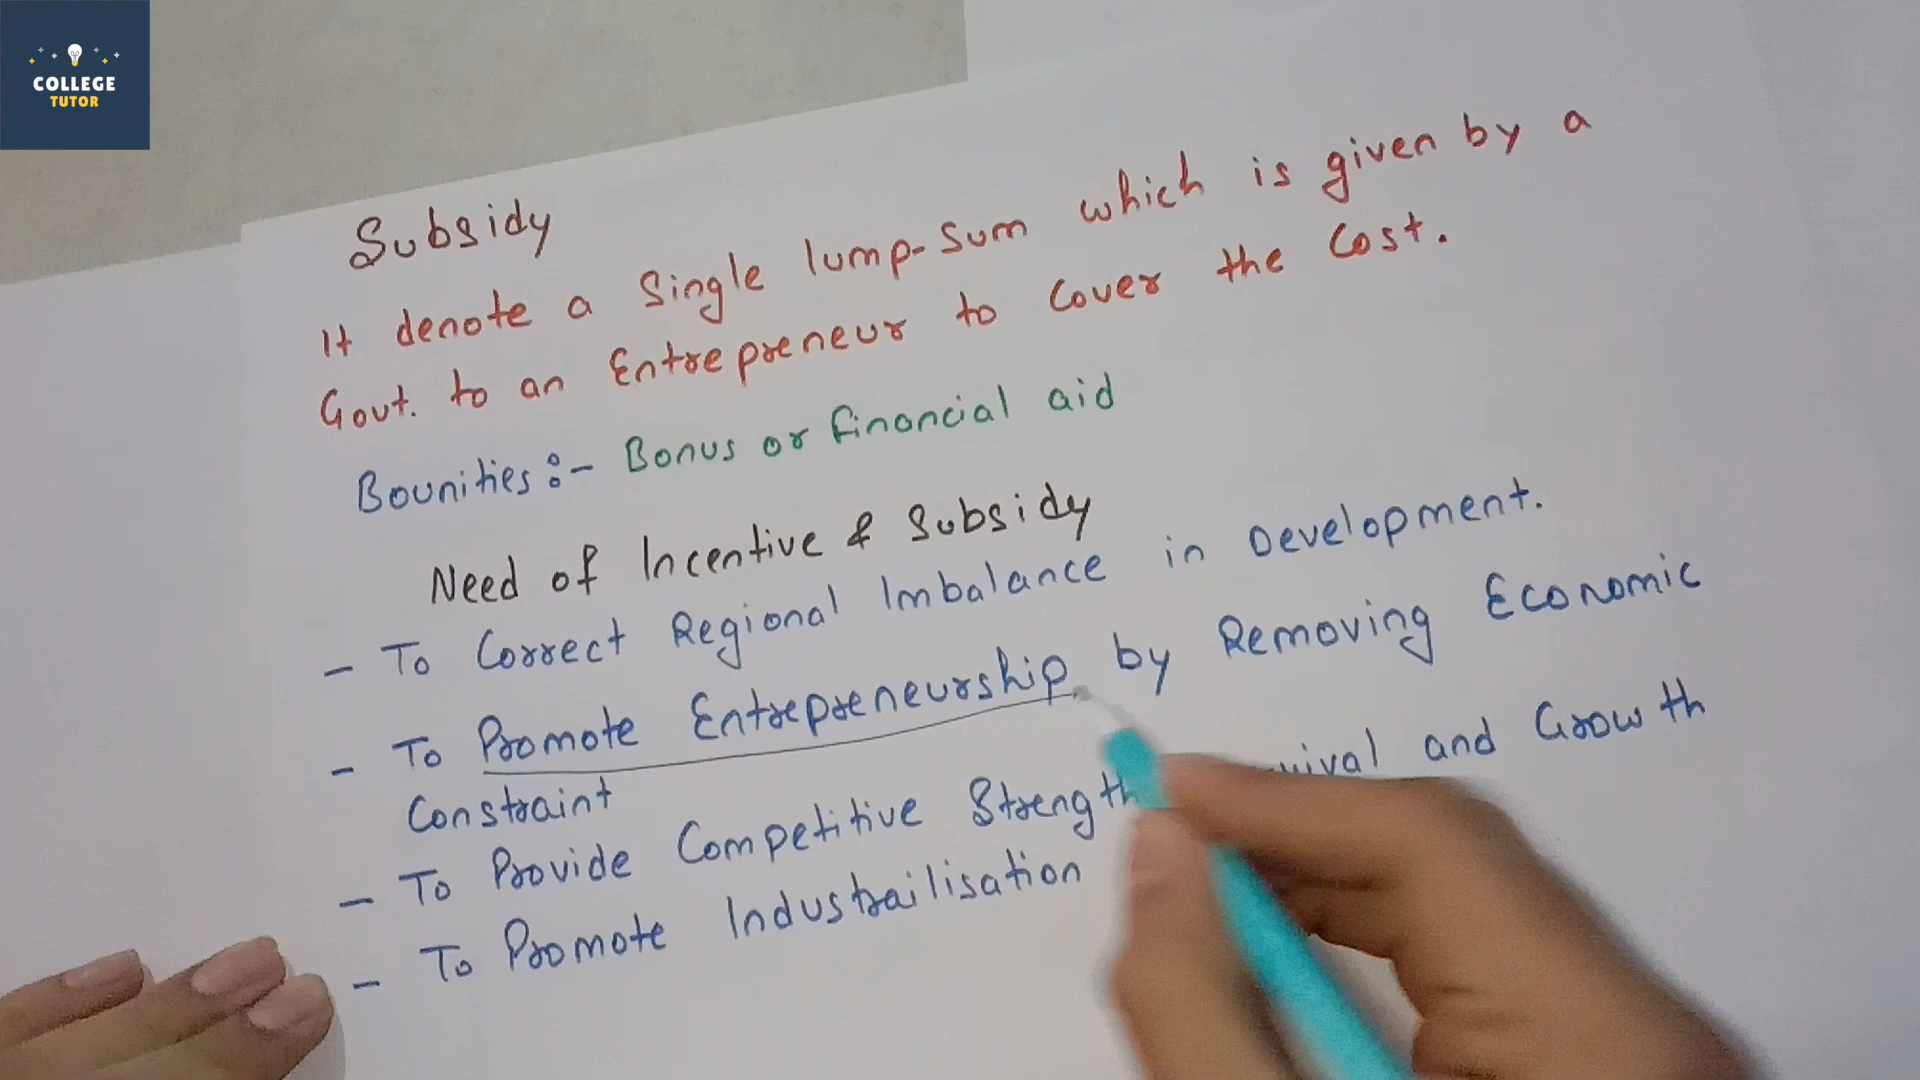 COLLEGE
TUTOR
Subsidy
It denote a Single lump-sum which is given by a
Govt. to an Entrepreneur to Cover the Cost.
Bounities:- Bonus or financial aid
Need of Incentive & Subsidy
- To Correct Regional Imbalance in Development.
- To Promote Entrepreneurship by Removing Economic
Constraint
- To Provide Competitive Strength and Growth
- To Promote Industrailisation